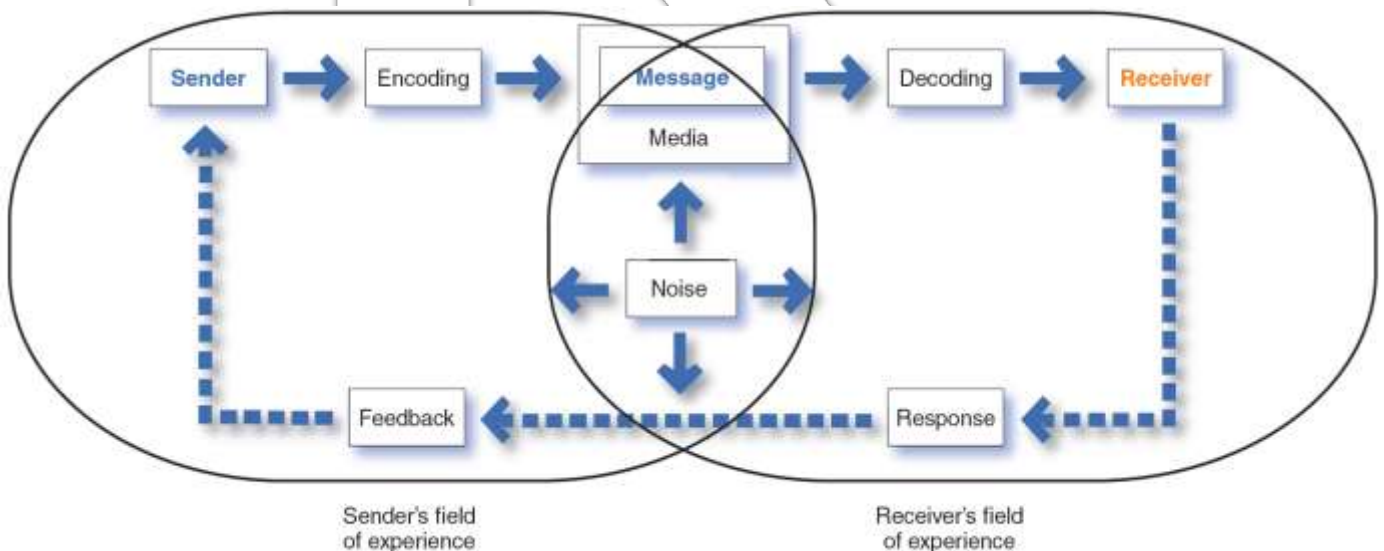 Sender
Encoding
Message
Decoding
Receiver
Media
Noise
Feedback
Response
Sender's field
of experience
Receiver's field
of experience